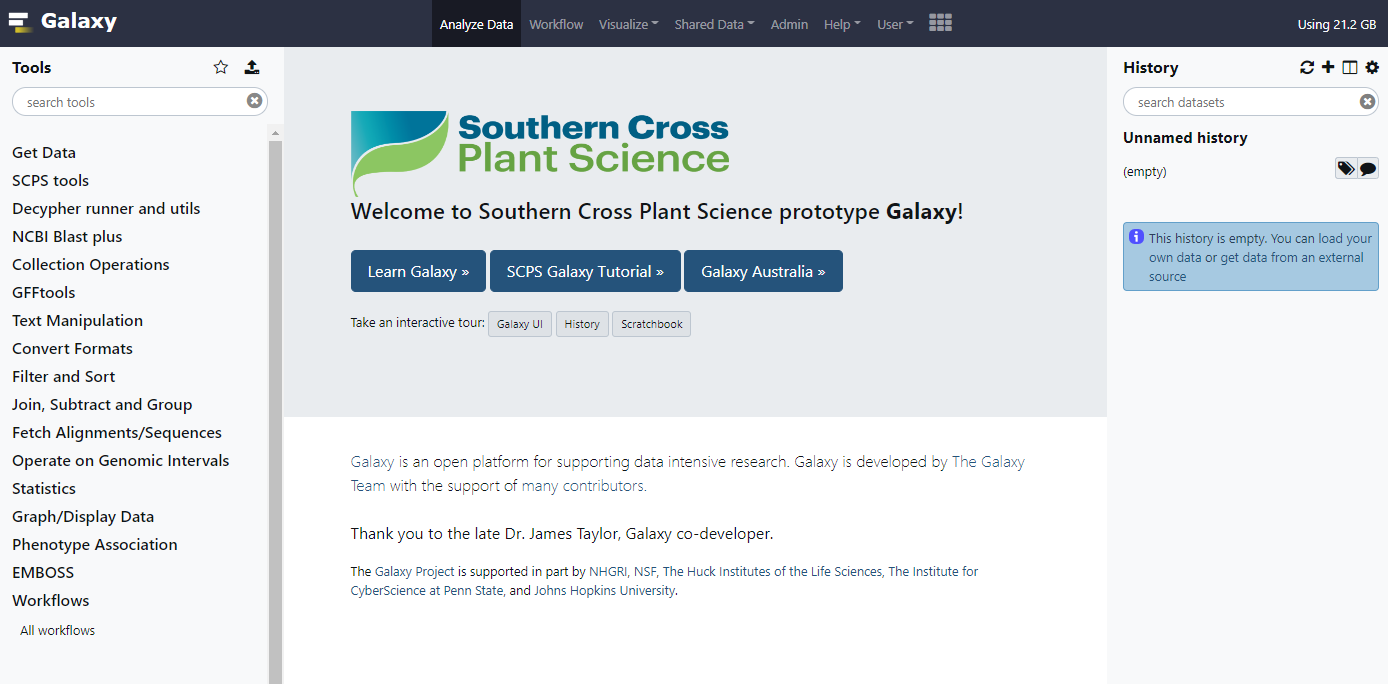 Galaxy
Analyze Data Workflow Visualize Shared Data Admin Help User
Using 21.2 GB
Tools
search tools
Get Data
SCPS tools
Decypher runner and utils
NCBI Blast plus
Collection Operations
GFFtools
Text Manipulation
Convert Formats
Filter and Sort
Join, Subtract and Group
Fetch Alignments/Sequences
Operate on Genomic Intervals
Statistics
Graph/Display Data
Phenotype Association
EMBOSS
Workflows
All workflows
Southern Cross
Plant Science
Welcome to Southern Cross Plant Science prototype Galaxy!
Learn Galaxy » SCPS Galaxy Tutorial » Galaxy Australia »
Take an interactive tour: Galaxy UI History Scratchbook
Galaxy is an open platform for supporting data intensive research. Galaxy is developed by The Galaxy
Team with the support of many contributors.
Thank you to the late Dr. James Taylor, Galaxy co-developer.
The Galaxy Project is supported in part by NHGRI, NSF, The Huck Institutes of the Life Sciences, The Institute for
CyberScience at Penn State, and Johns Hopkins University.
History
search datasets
Unnamed history
(empty)
This history is empty. You can load your
own data or get data from an external
source